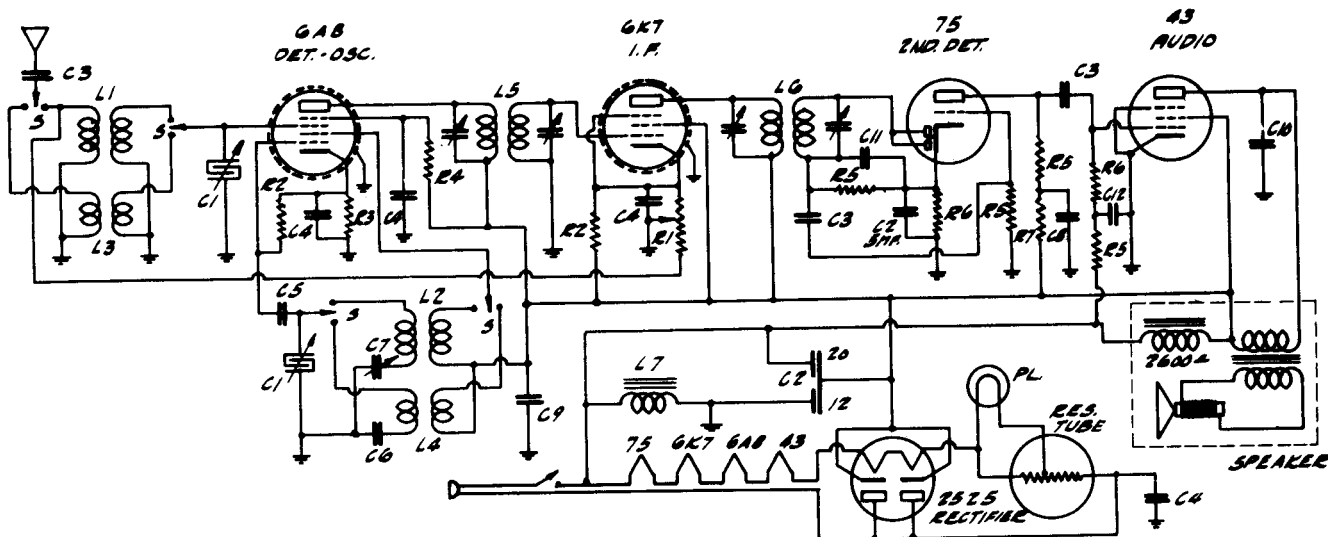 6A8
DET.-OSC.
6K7
I.F.
75
2ND. DET.
43
AUDIO
C3
L1
S
S
L3
C1
R2
C4
R3
C4
R4
L5
R2
C4
R1
L6
C11
R5
C3
C2
5MF.
R6
R5
R7
R5
C8
C3
R6
C12
R5
C10
C5
S
L2
S
C1
C7
C6
L4
C9
L7
C2
20
12
PL.
RES.
TUBE
2600Ω
SPEAKER
75
6K7
6A8
43
25Z5
RECTIFIER
C4